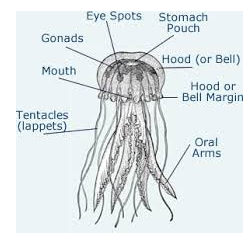 Eye Spots
Stomach
Pouch
Gonads
Hood (or Bell)
Mouth
Hood or
Bell Margin
Tentacles
(lappets)
Oral
Arms